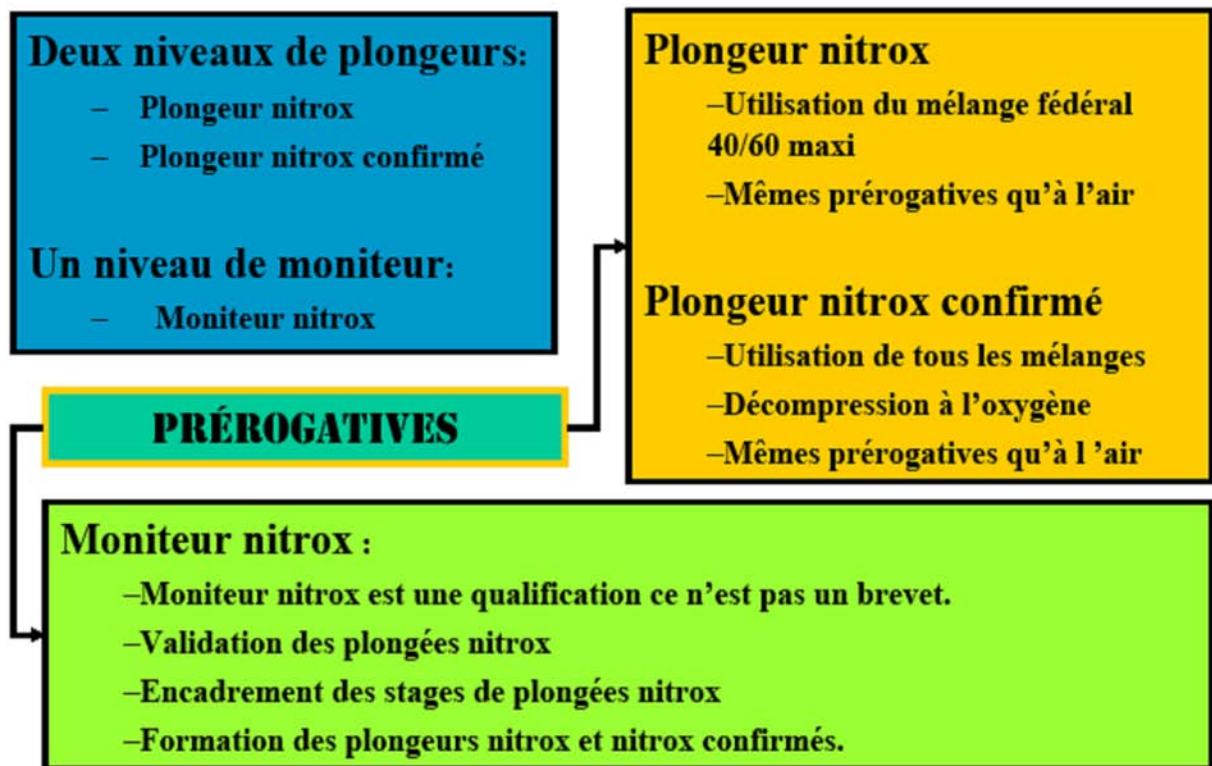 Deux niveaux de plongeurs:
– Plongeur nitrox
– Plongeur nitrox confirmé
Un niveau de moniteur:
– Moniteur nitrox
Plongeur nitrox
–Utilisation du mélange fédéral
40/60 maxi
–Mêmes prérogatives qu’à l’air
Plongeur nitrox confirmé
–Utilisation de tous les mélanges
–Décompression à l’oxygène
–Mêmes prérogatives qu’à l ’air
PRÉROGATIVES
Moniteur nitrox :
–Moniteur nitrox est une qualification ce n’est pas un brevet.
–Validation des plongées nitrox
–Encadrement des stages de plongées nitrox
–Formation des plongeurs nitrox et nitrox confirmés.